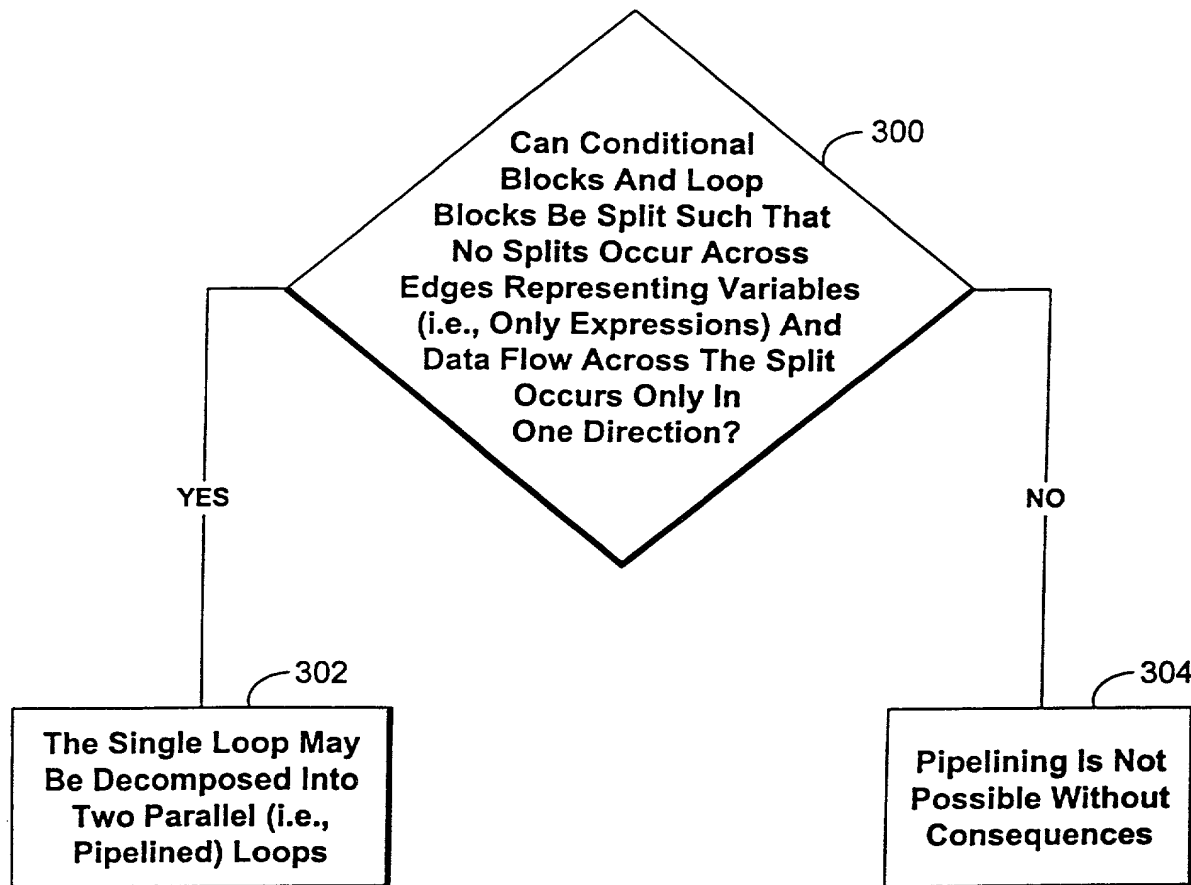 Can Conditional
Blocks And Loop
Blocks Be Split Such That
No Splits Occur Across
Edges Representing Variables
(i.e., Only Expressions) And
Data Flow Across The Split
Occurs Only In
One Direction?
300
YES
NO
302
The Single Loop May
Be Decomposed Into
Two Parallel (i.e.,
Pipelined) Loops
304
Pipelining Is Not
Possible Without
Consequences